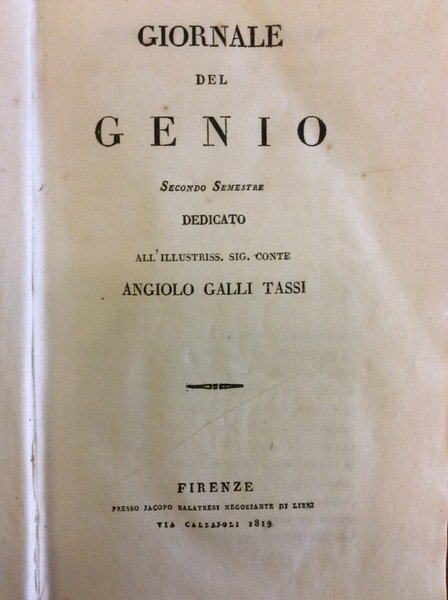 GIORNALE
DEL
GENIO
SECONDO SEMESTRE
DEDICATO
ALL'ILLUSTRISS. SIG. CONTE
ANGIOLO GALLI TASSI
FIRENZE
PRESSO JACOPO BALATRESI NEGOZIANTE DI LIBRI
VIA CALZAJOLI 1819